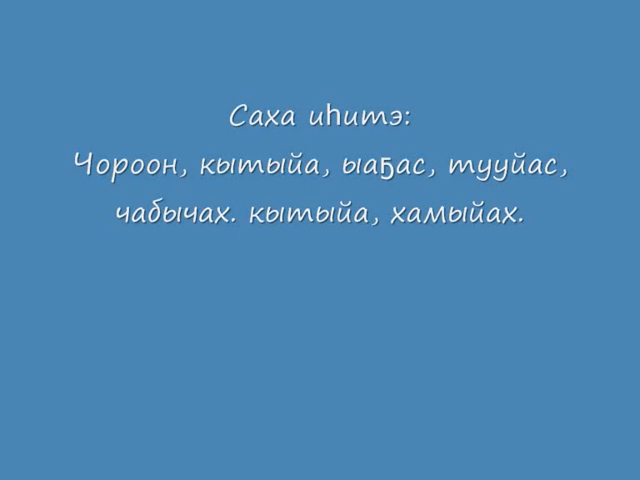 Саха иһитэ:
Чороон, кытыйа, ыаҕас, тууйас,
чабычах. кытыйа, хамыйах.